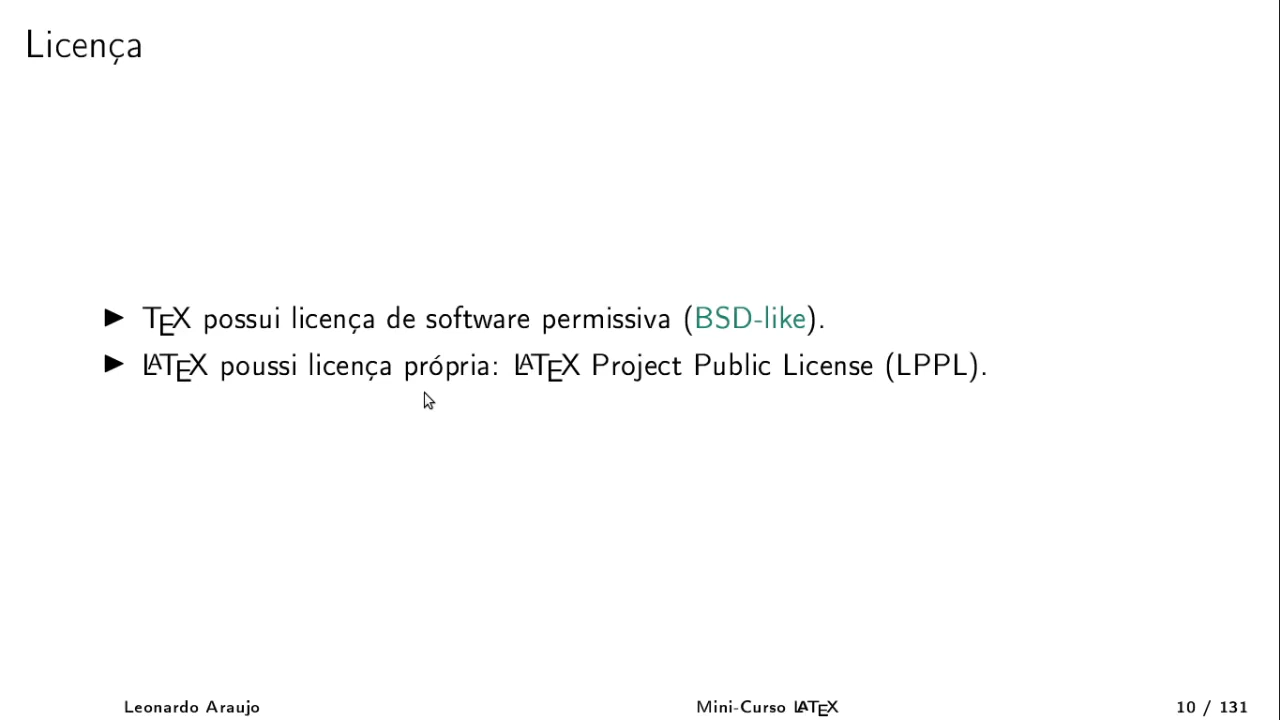 Licença
▶ TEX possui licença de software permissiva (BSD-like).
▶ LATEX poussi licença própria: LATEX Project Public License (LPPL).
Leonardo Araujo Mini-Curso LATEX 10 / 131